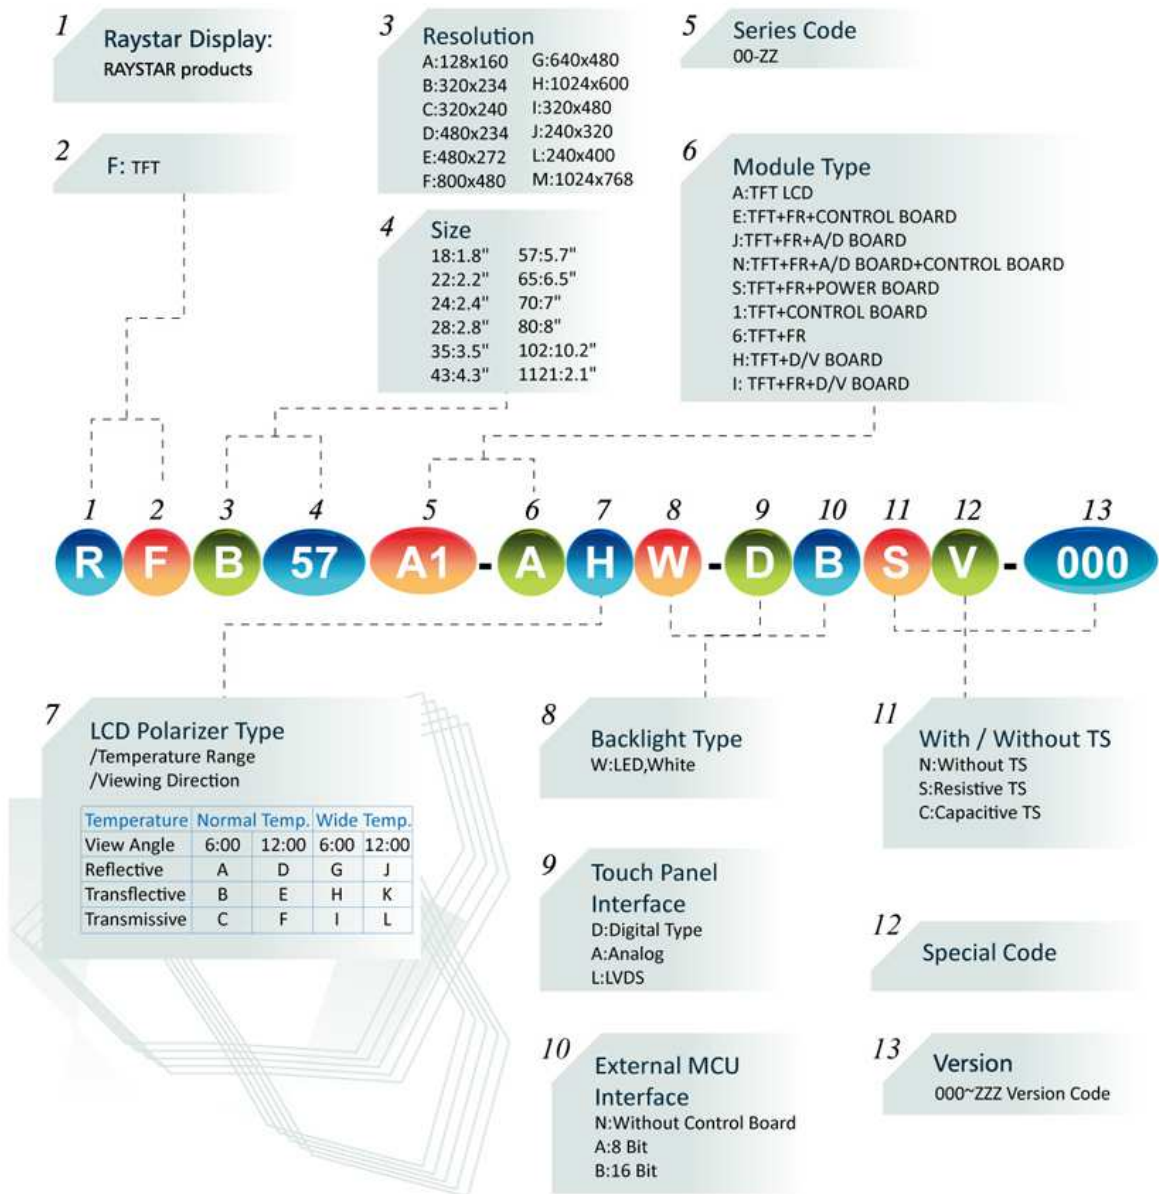 1
Raystar Display:
RAYSTAR products
2
F: TFT
3
Resolution
A:128x160 G:640x480
B:320x234 H:1024x600
C:320x240 I:320x480
D:480x234 J:240x320
E:480x272 L:240x400
F:800x480 M:1024x768
4
Size
18:1.8" 57:5.7"
22:2.2" 65:6.5"
24:2.4" 70:7"
28:2.8" 80:8"
35:3.5" 102:10.2"
43:4.3" 1121:2.1"
5
Series Code
00-ZZ
6
Module Type
A:TFT LCD
E:TFT+FR+CONTROL BOARD
J:TFT+FR+A/D BOARD
N:TFT+FR+A/D BOARD+CONTROL BOARD
S:TFT+FR+POWER BOARD
1:TFT+CONTROL BOARD
6:TFT+FR
H:TFT+D/V BOARD
I: TFT+FR+D/V BOARD
1 2 3 4 5 6 7 8 9 10 11 12 13
R F B 57 A1 - A H W - D B S V - 000
7
LCD Polarizer Type
/Temperature Range
/Viewing Direction
Temperature Normal Temp. Wide Temp.
View Angle 6:00 12:00 6:00 12:00
Reflective A D G J
Transflective B E H K
Transmissive C F I L
8
Backlight Type
W:LED,White
9
Touch Panel
Interface
D:Digital Type
A:Analog
L:LVDS
10
External MCU
Interface
N:Without Control Board
A:8 Bit
B:16 Bit
11
With / Without TS
N:Without TS
S:Resistive TS
C:Capacitive TS
12
Special Code
13
Version
000~ZZZ Version Code